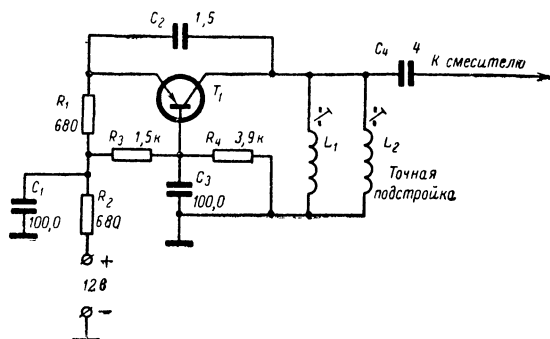 C₂ 1,5
C₄ 4
К смесителю
T₁
R₁
680
R₃ 1,5к
R₄ 3,9к
L₁
L₂
Точная
подстройка
C₁
100,0
R₂
680
C₃
100,0
+
12в
−